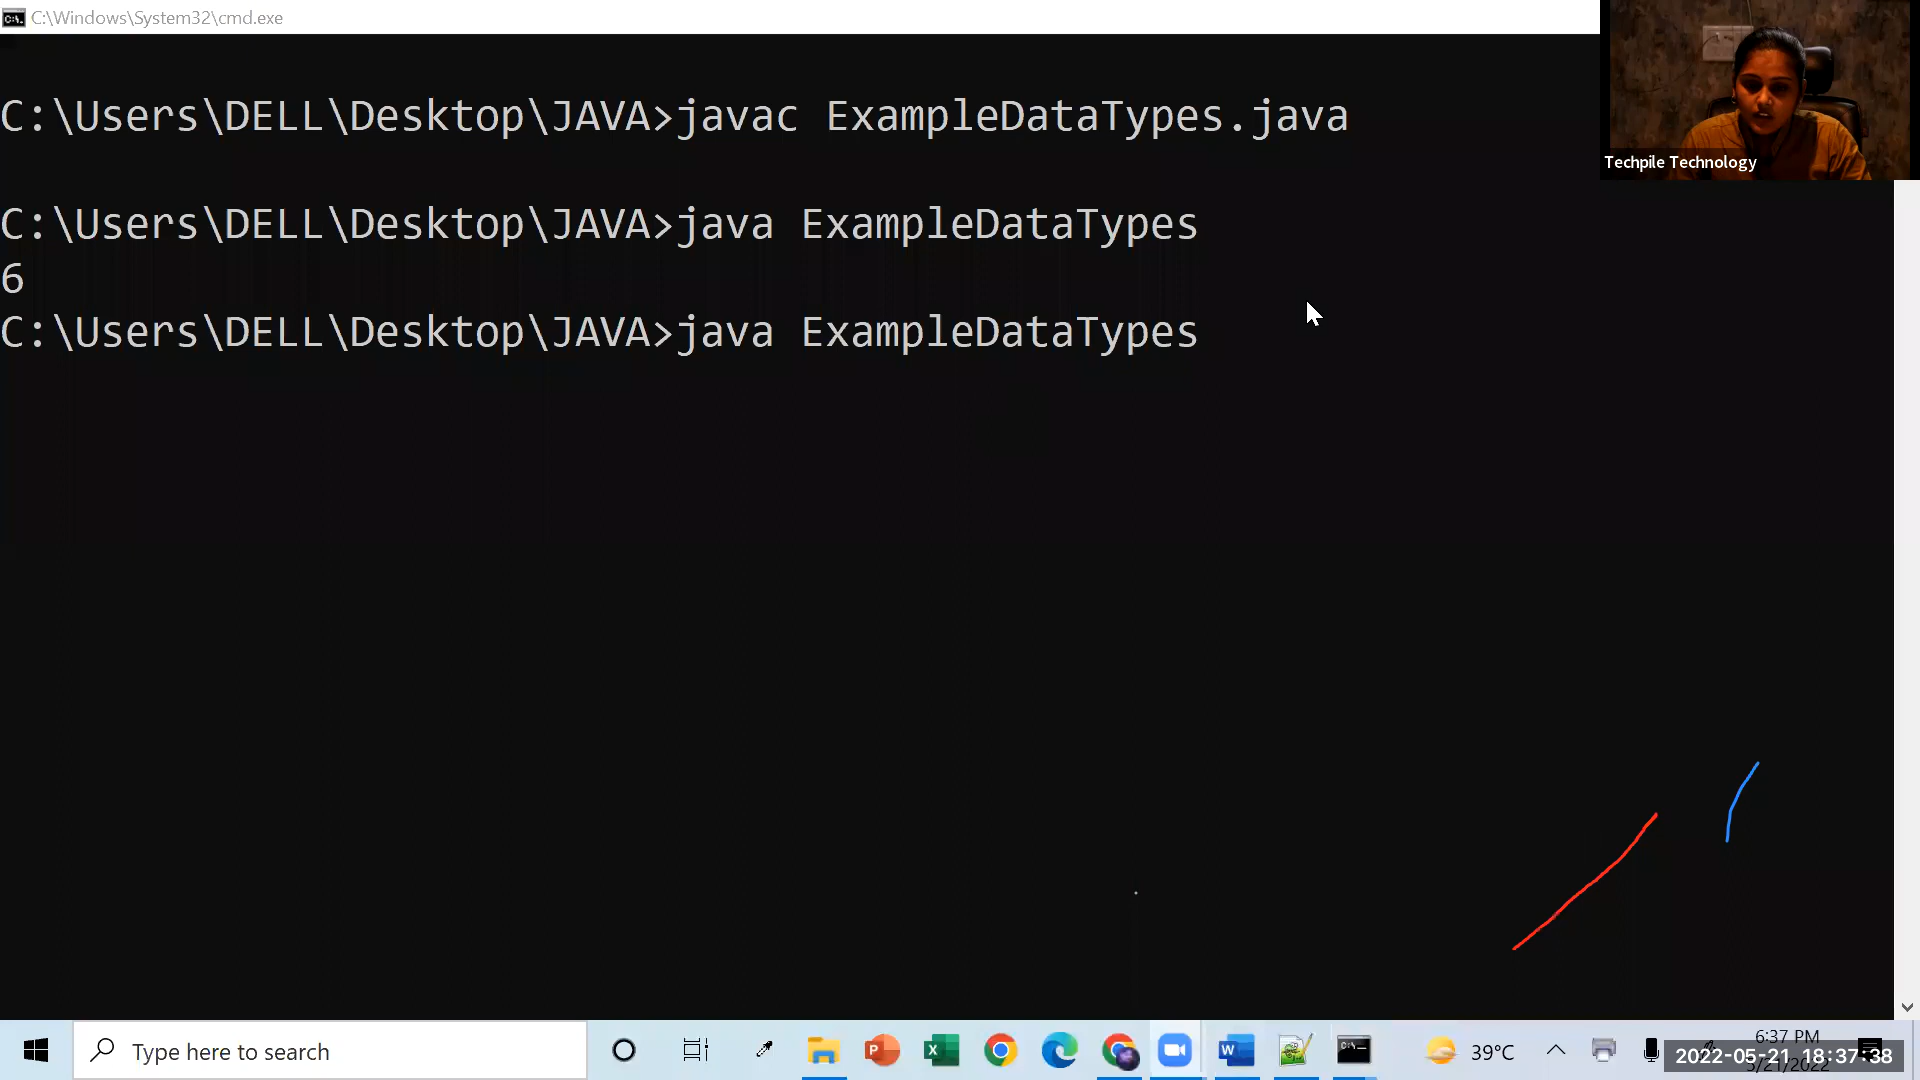 C:\Windows\System32\cmd.exe
C:\Users\DELL\Desktop\JAVA>javac ExampleDataTypes.java
Techpile Technology
C:\Users\DELL\Desktop\JAVA>java ExampleDataTypes
6
C:\Users\DELL\Desktop\JAVA>java ExampleDataTypes
Type here to search
39°C
6:37 PM
2022-05-21 18:37:38